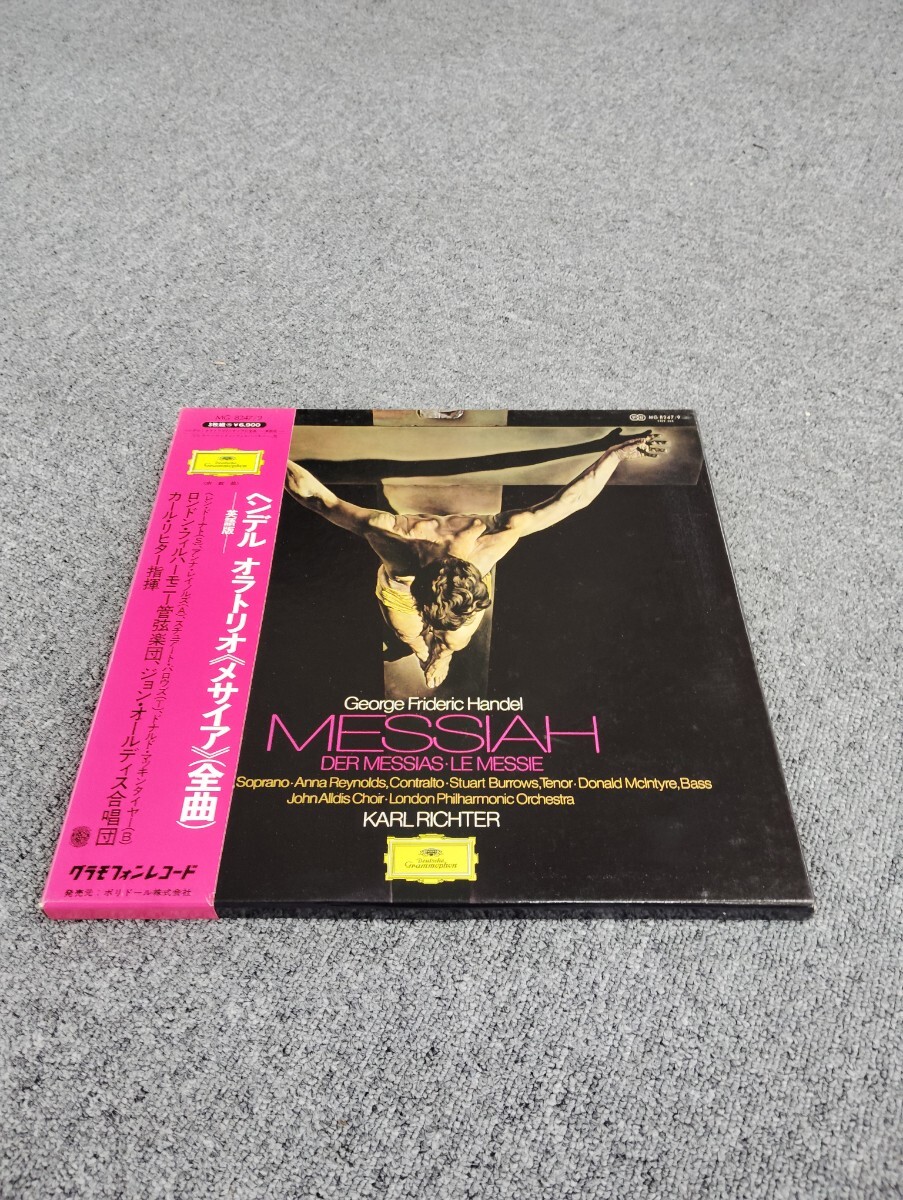 MG-8247/9
3枚組 ¥6,900
Deutsche
Grammophon
ヘンデル オラトリオ《メサイア》(全曲)
—英語版—
ロンドン・フィルハーモニー管弦楽団、ジョン・オールディス合唱団
カール・リヒター指揮
グラモフォンレコード
発売元:ポリドール株式会社
MG 8247/9
George Frideric Handel
MESSIAH
DER MESSIAS·LE MESSIE
Soprano·Anna Reynolds, Contralto·Stuart Burrows, Tenor·Donald McIntyre, Bass
John Alldis Choir·London Philharmonic Orchestra
KARL RICHTER
Deutsche
Grammophon